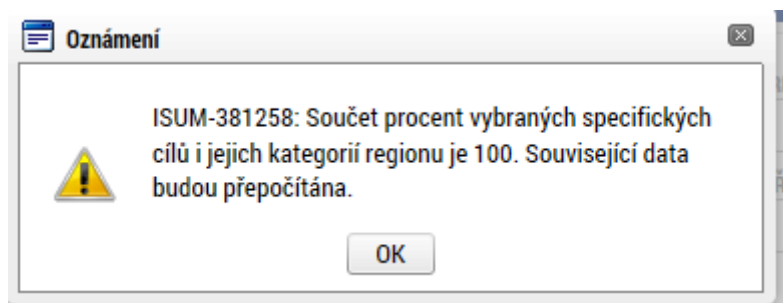 Oznámení
ISUM-381258: Součet procent vybraných specifických
cílů i jejich kategorií regionu je 100. Související data
budou přepočítána.
OK